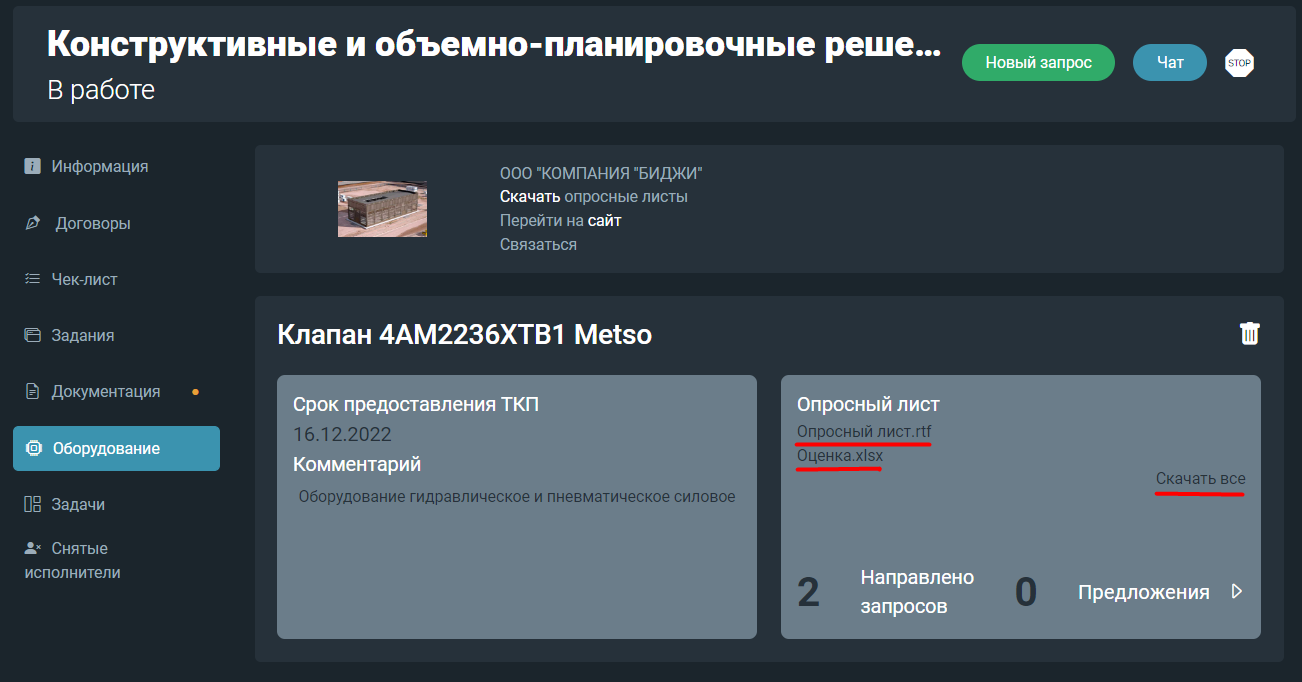 Конструктивные и объемно-планировочные реше...
В работе
Новый запрос
Чат
STOP
Информация
Договоры
Чек-лист
Задания
Документация
Оборудование
Задачи
Снятые
исполнители
ООО "КОМПАНИЯ "БИДЖИ"
Скачать опросные листы
Перейти на сайт
Связаться
Клапан 4AM2236XTB1 Metso
Срок предоставления ТКП
16.12.2022
Комментарий
Оборудование гидравлическое и пневматическое силовое
Опросный лист
Опросный лист.rtf
Оценка.xlsx
Скачать все
2
Направлено
запросов
0
Предложения